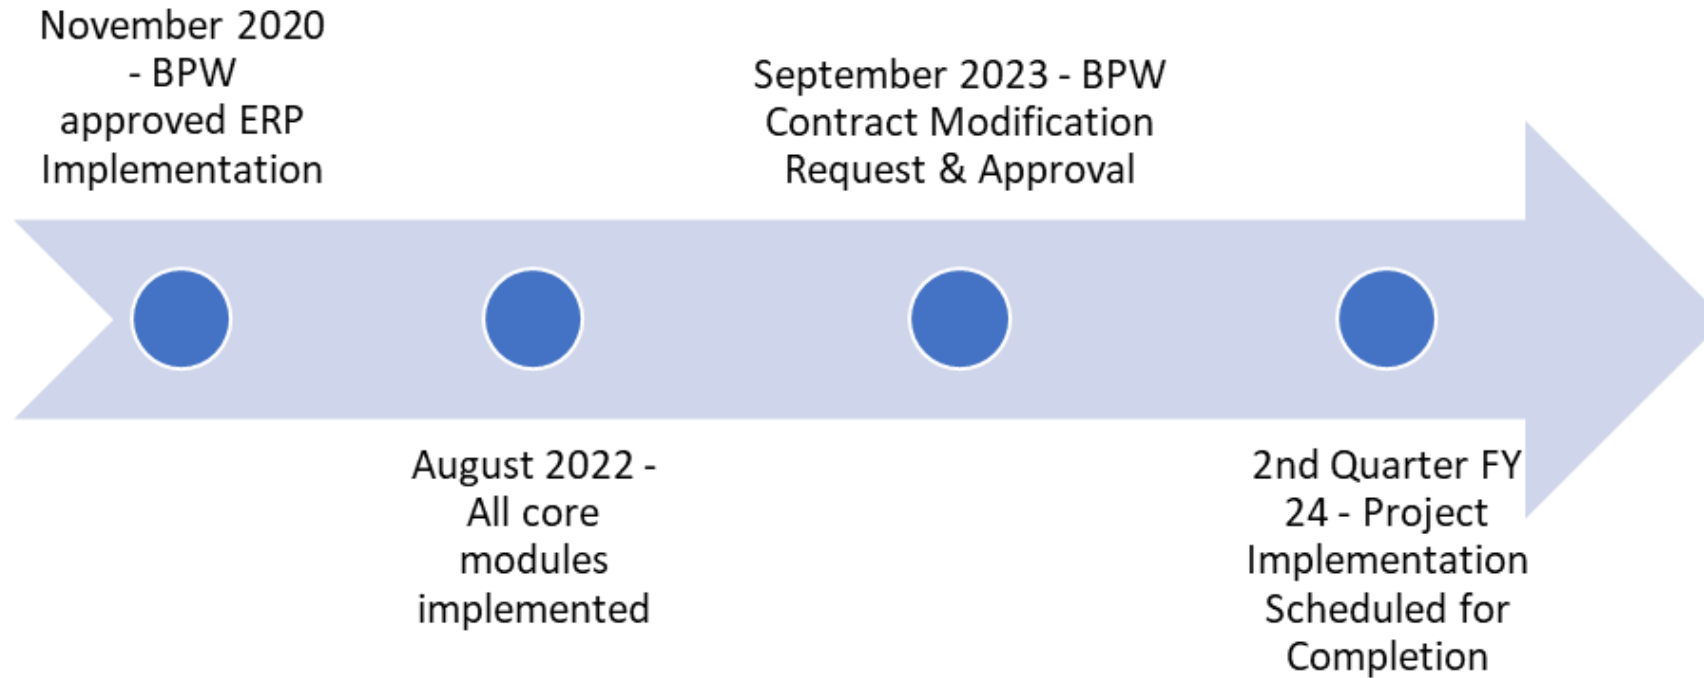 November 2020
- BPW
approved ERP
Implementation
August 2022 -
All core
modules
implemented
September 2023 - BPW
Contract Modification
Request & Approval
2nd Quarter FY
24 - Project
Implementation
Scheduled for
Completion